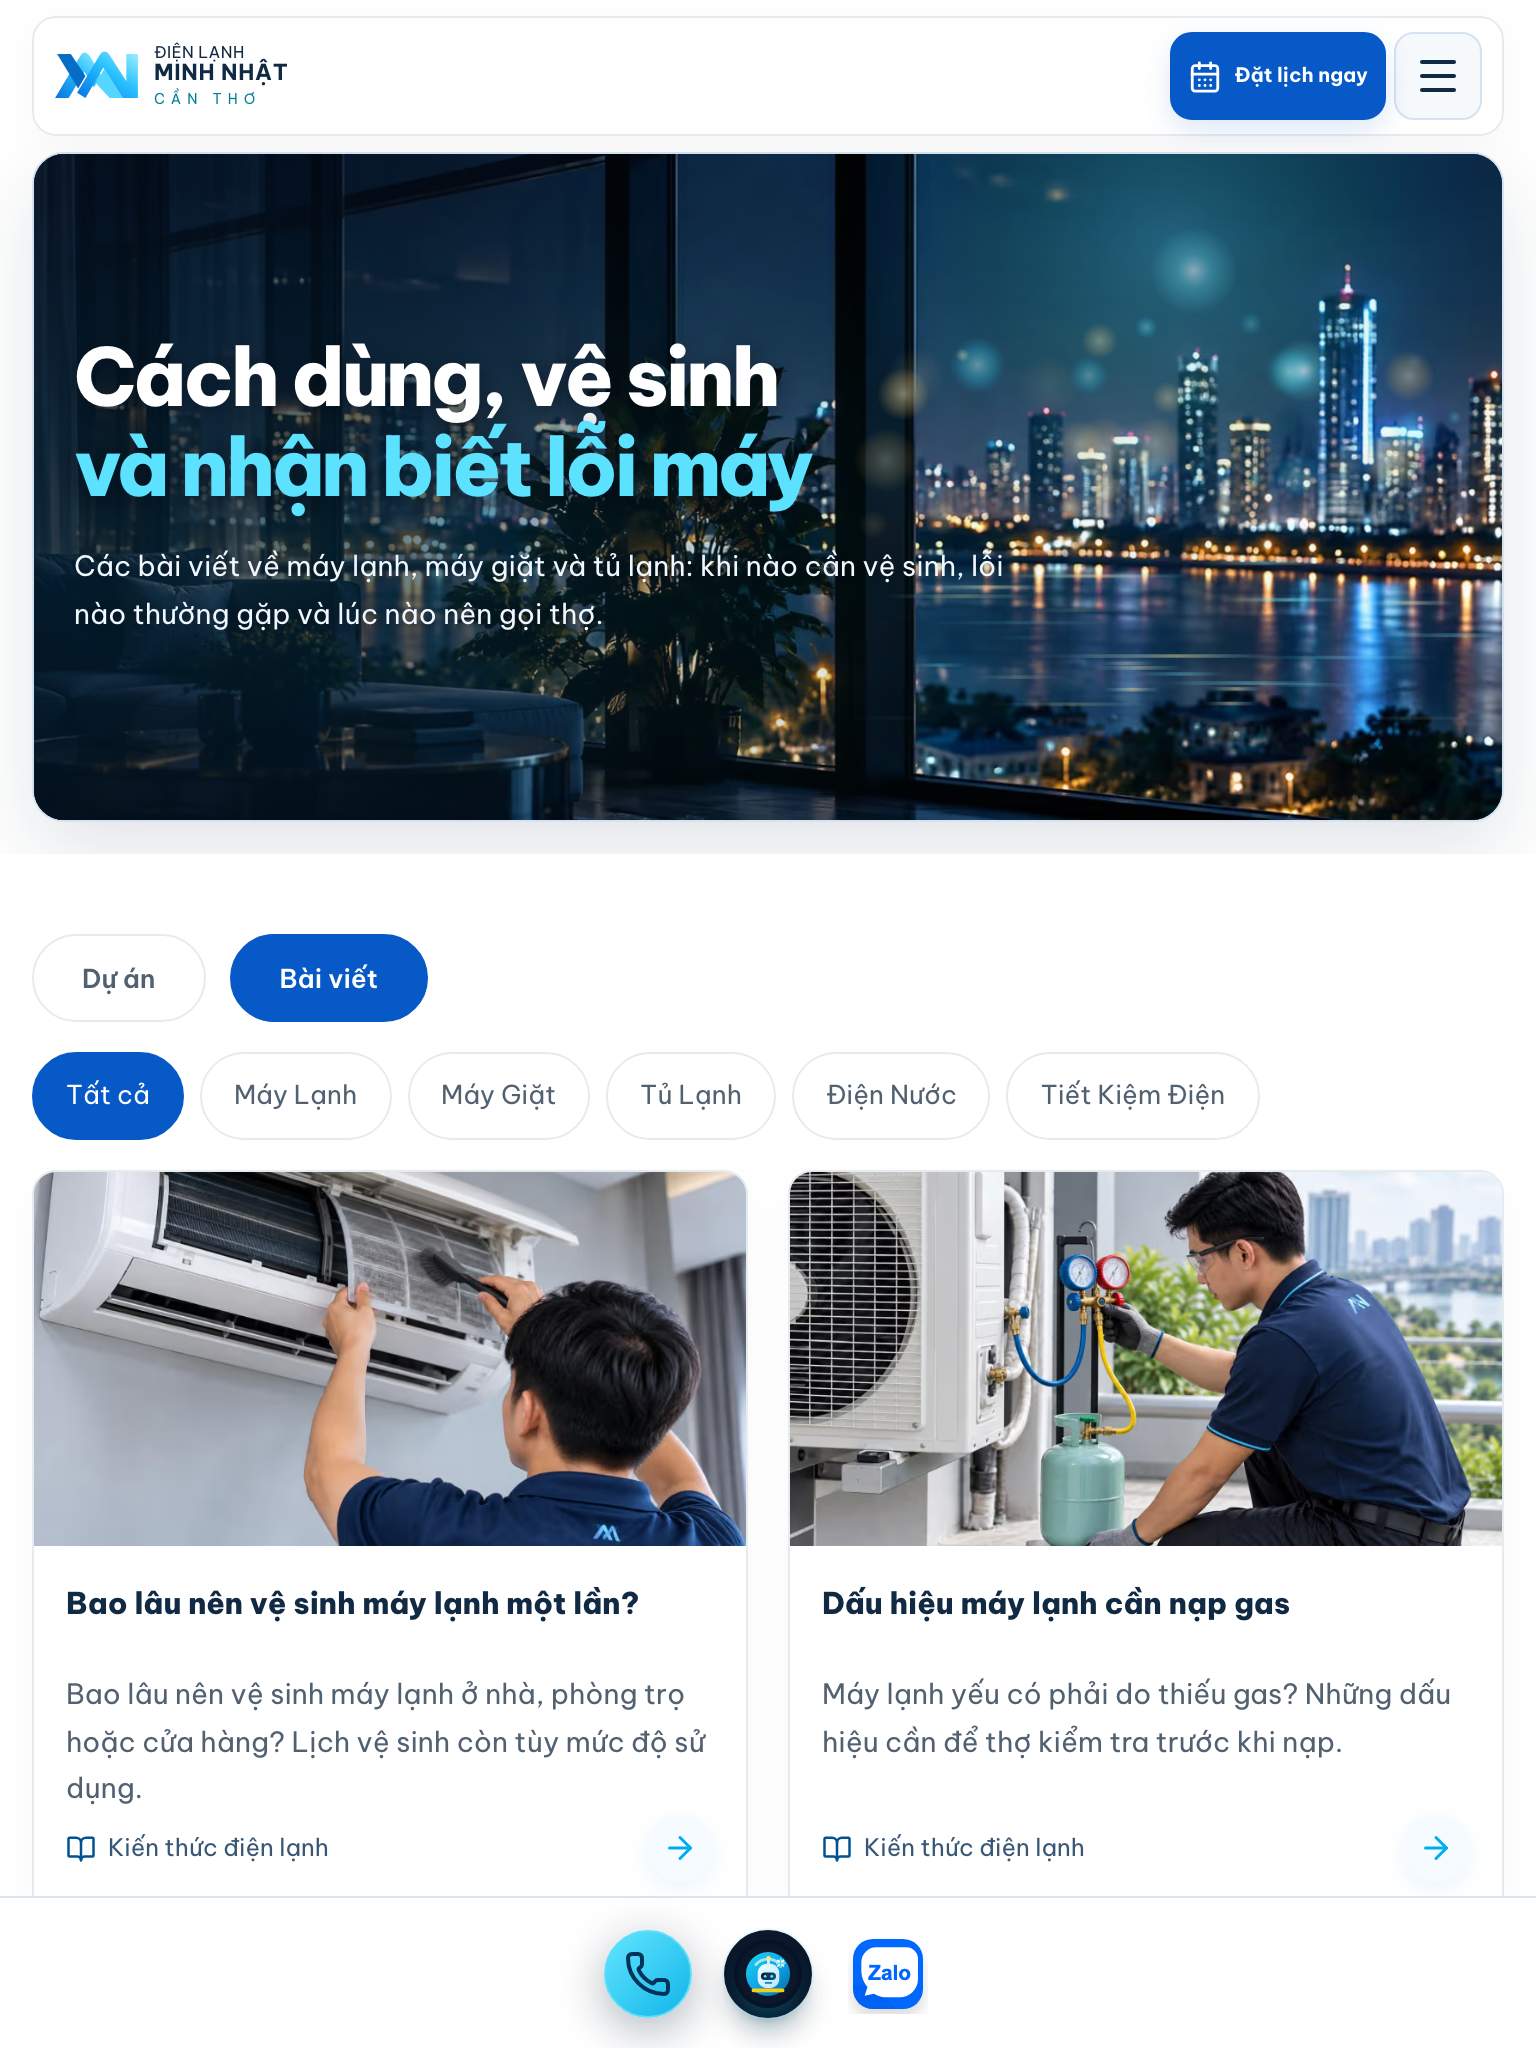 ĐIỆN LẠNH
MINH NHẬT
CẦN THƠ
Đặt lịch ngay
Cách dùng, vệ sinh
và nhận biết lỗi máy
Các bài viết về máy lạnh, máy giặt và tủ lạnh: khi nào cần vệ sinh, lỗi
nào thường gặp và lúc nào nên gọi thợ.
Dự án
Bài viết
Tất cả
Máy Lạnh
Máy Giặt
Tủ Lạnh
Điện Nước
Tiết Kiệm Điện
Bao lâu nên vệ sinh máy lạnh một lần?
Bao lâu nên vệ sinh máy lạnh ở nhà, phòng trọ
hoặc cửa hàng? Lịch vệ sinh còn tùy mức độ sử
dụng.
Kiến thức điện lạnh
Dấu hiệu máy lạnh cần nạp gas
Máy lạnh yếu có phải do thiếu gas? Những dấu
hiệu cần để thợ kiểm tra trước khi nạp.
Kiến thức điện lạnh
Zalo